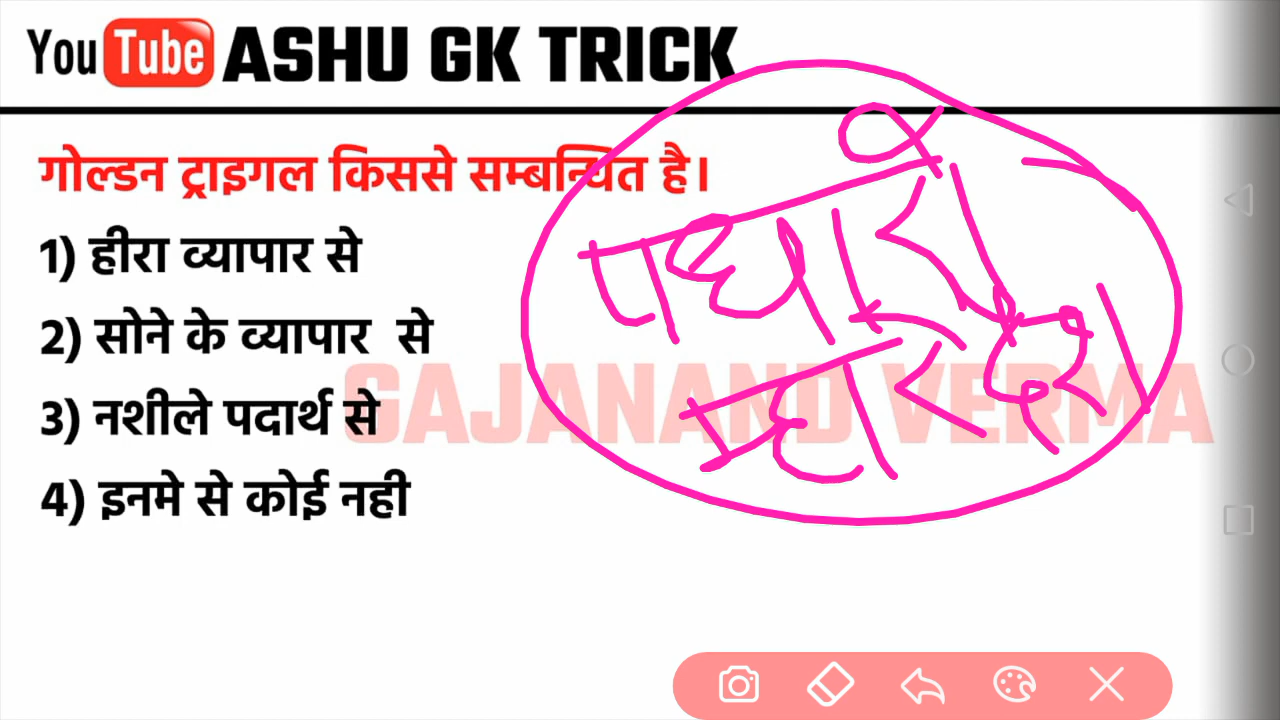 You Tube ASHU GK TRICK
गोल्डन ट्राइगल किससे सम्बन्धित है।
1) हीरा व्यापार से
2) सोने के व्यापार से
3) नशीले पदार्थ से
4) इनमे से कोई नही
GAJANAND VERMA